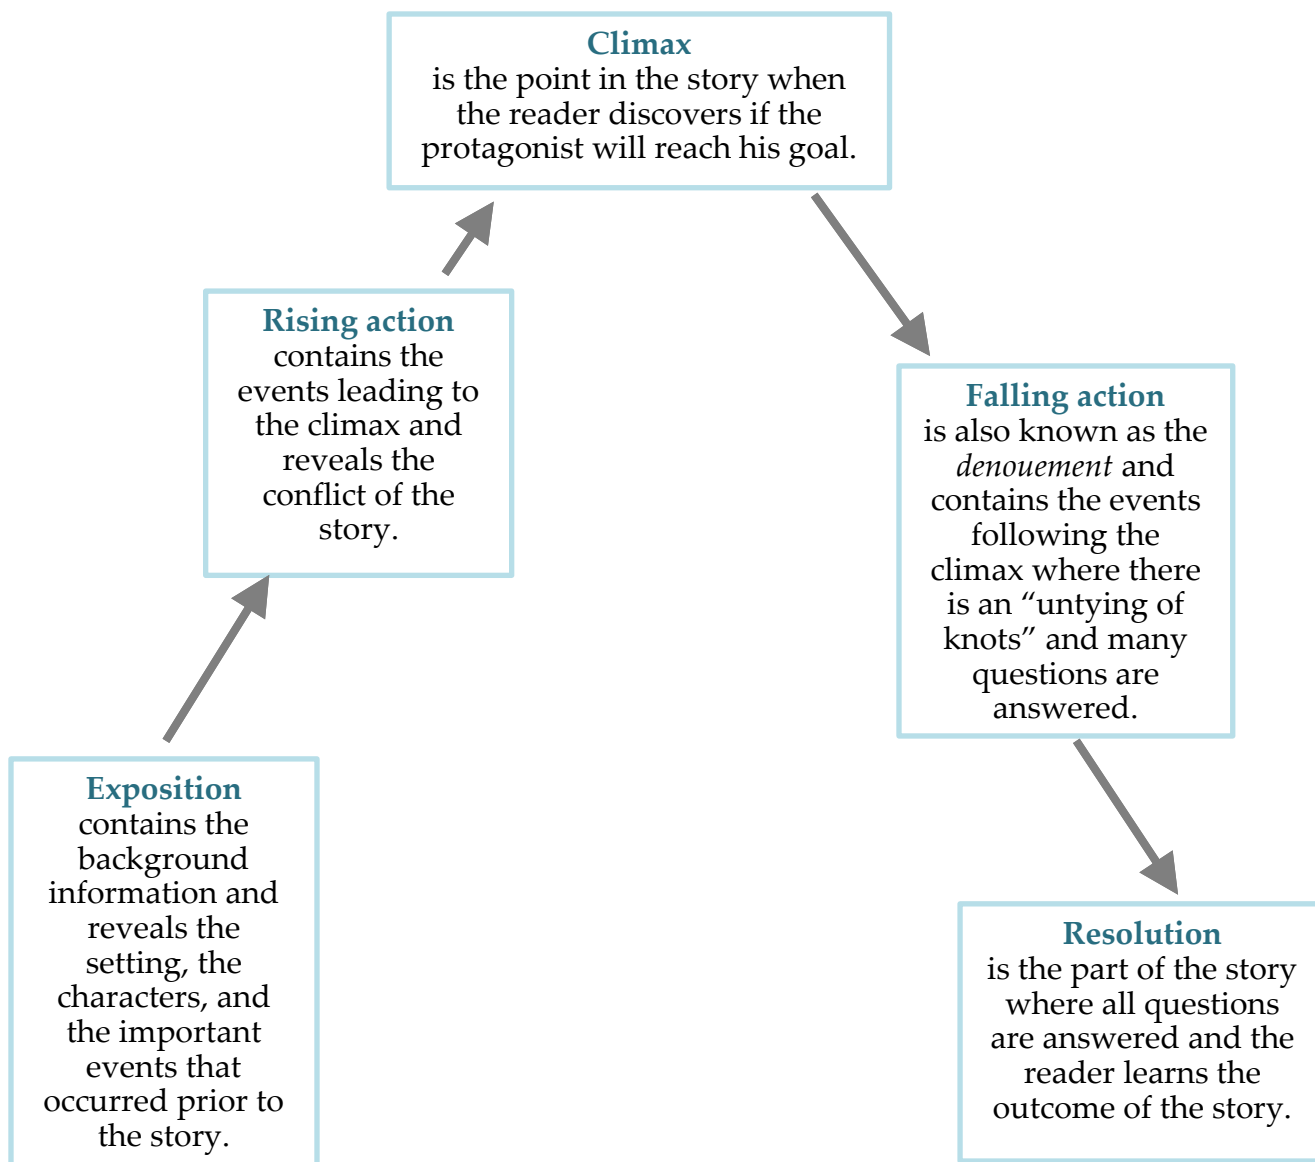 Climax
is the point in the story when
the reader discovers if the
protagonist will reach his goal.
Rising action
contains the
events leading to
the climax and
reveals the
conflict of the
story.
Falling action
is also known as the
denouement and
contains the events
following the
climax where there
is an “untying of
knots” and many
questions are
answered.
Exposition
contains the
background
information and
reveals the
setting, the
characters, and
the important
events that
occurred prior to
the story.
Resolution
is the part of the story
where all questions
are answered and the
reader learns the
outcome of the story.